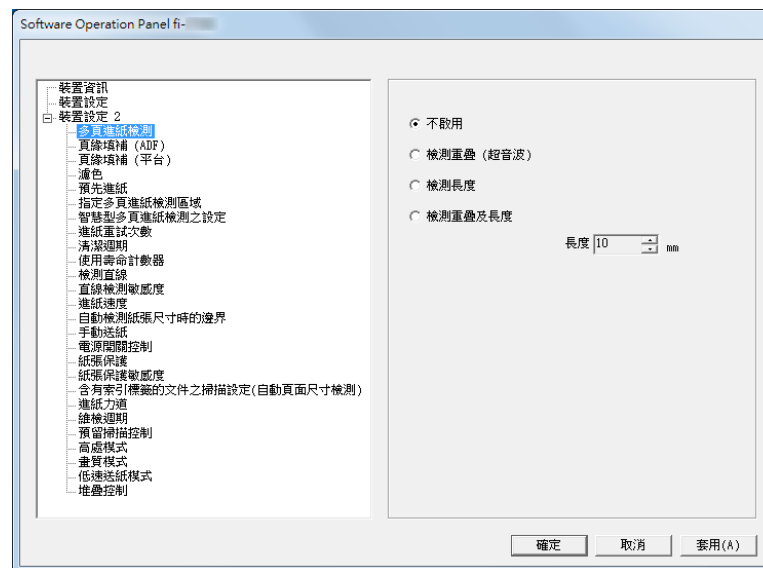 Software Operation Panel fi-
裝置資訊
裝置設定
裝置設定 2
多頁進紙檢測
頁緣填補 (ADF)
頁緣填補 (平台)
濾色
預先進紙
指定多頁進紙檢測區域
智慧型多頁進紙檢測之設定
進紙重試次數
清潔週期
使用壽命計數器
檢測直線
直線檢測敏感度
進紙速度
自動檢測紙張尺寸時的邊界
手動送紙
電源開關控制
紙張保護
紙張保護敏感度
含有索引標籤的文件之掃描設定(自動頁面尺寸檢測)
進紙力道
維檢週期
預留掃描控制
高處模式
畫質模式
低速送紙模式
堆疊控制
不啟用
檢測重疊 (超音波)
檢測長度
檢測重疊及長度
長度 10 mm
確定 取消 套用(A)